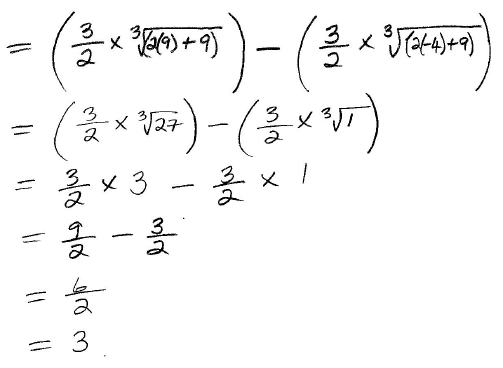 = (3/2 × ∛((2(9) + 9)) − (3/2 × ∛((2(-4)+9))
= (3/2 × ∛27) − (3/2 × ∛1)
= 3/2 × 3 − 3/2 × 1
= 9/2 − 3/2
= 6/2
= 3